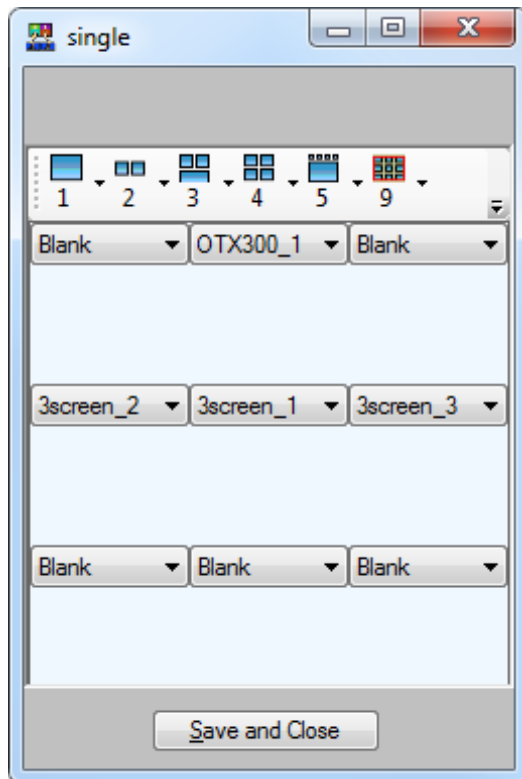 single
1 2 3 4 5 9
Blank OTX300_1 Blank
3screen_2 3screen_1 3screen_3
Blank Blank Blank
Save and Close